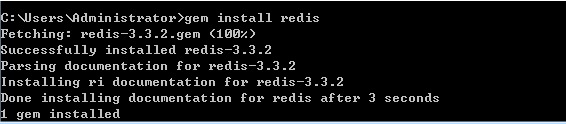 C:\Users\Administrator>gem install redis
Fetching: redis-3.3.2.gem (100%)
Successfully installed redis-3.3.2
Parsing documentation for redis-3.3.2
Installing ri documentation for redis-3.3.2
Done installing documentation for redis after 3 seconds
1 gem installed